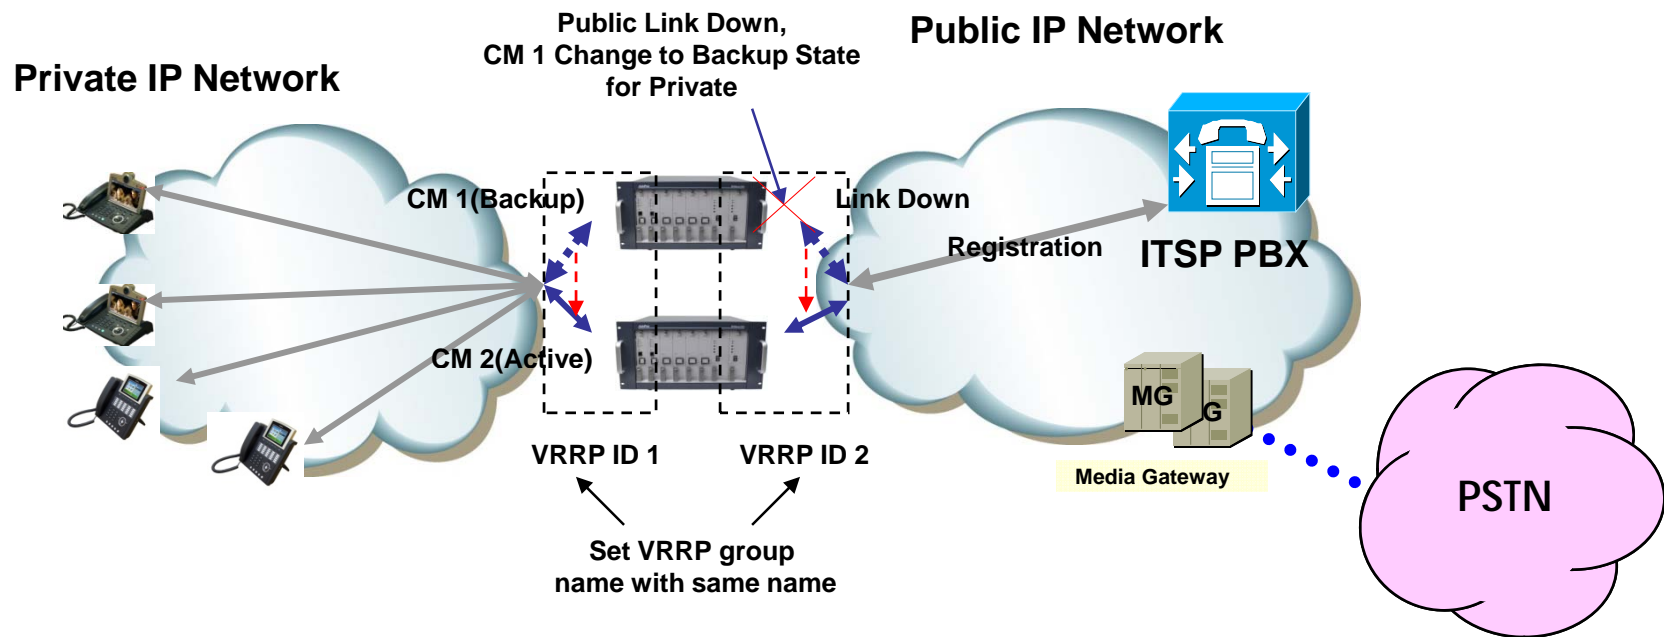 Public Link Down,
CM 1 Change to Backup State
for Private
Public IP Network
Private IP Network
CM 1(Backup)
Link Down
Registration
ITSP PBX
CM 2(Active)
MG
G
VRRP ID 1
VRRP ID 2
Media Gateway
PSTN
Set VRRP group
name with same name